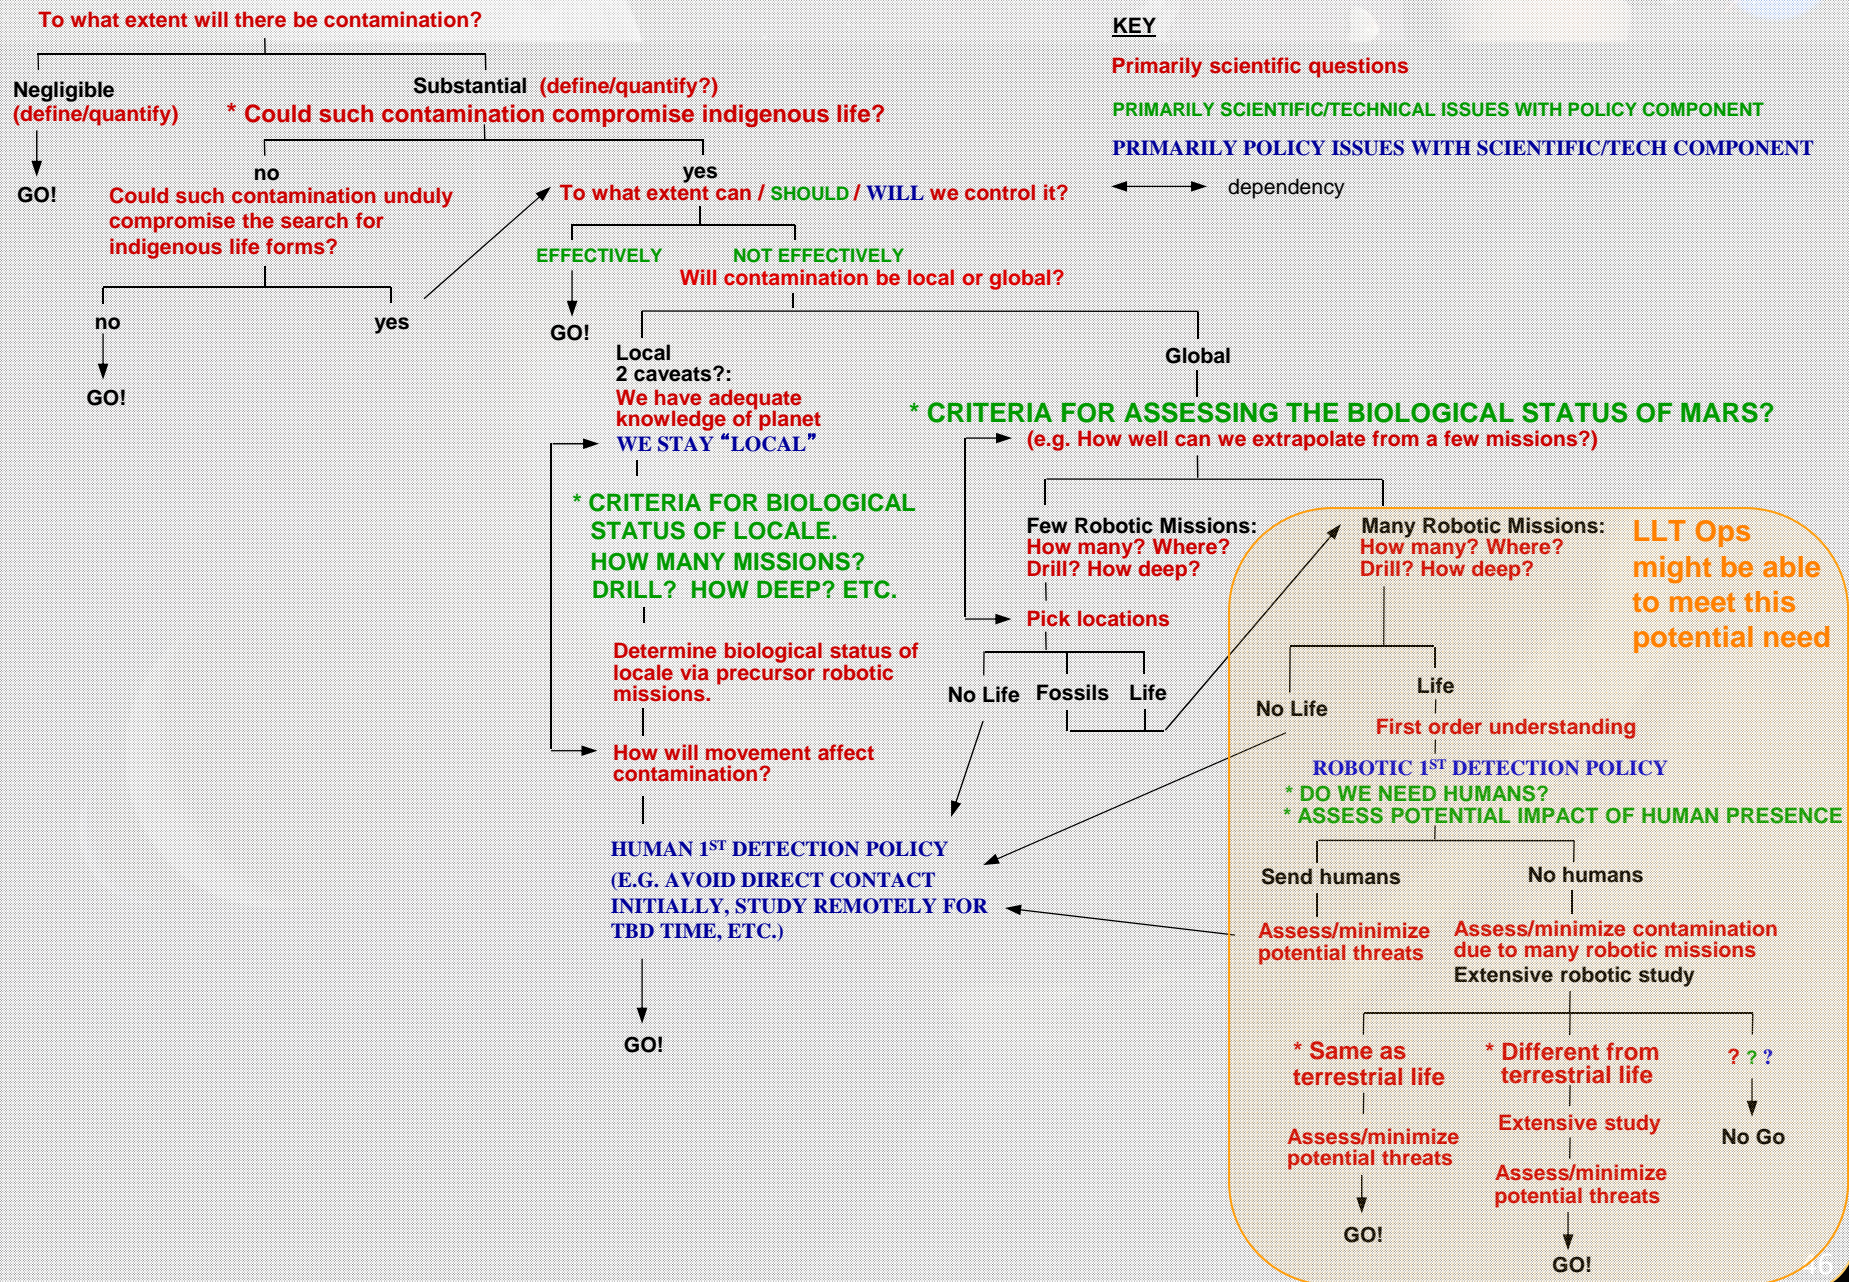 To what extent will there be contamination?
Negligible
(define/quantify)
GO!
Substantial (define/quantify?)
* Could such contamination compromise indigenous life?
no
Could such contamination unduly
compromise the search for
indigenous life forms?
no
yes
GO!
yes
To what extent can / SHOULD / WILL we control it?
EFFECTIVELY
NOT EFFECTIVELY
GO!
Will contamination be local or global?
KEY
Primarily scientific questions
PRIMARILY SCIENTIFIC/TECHNICAL ISSUES WITH POLICY COMPONENT
PRIMARILY POLICY ISSUES WITH SCIENTIFIC/TECH COMPONENT
dependency
Local
2 caveats?:
We have adequate
knowledge of planet
WE STAY “LOCAL”
* CRITERIA FOR BIOLOGICAL
STATUS OF LOCALE.
HOW MANY MISSIONS?
DRILL? HOW DEEP? ETC.
Determine biological status of
locale via precursor robotic
missions.
How will movement affect
contamination?
HUMAN 1ST DETECTION POLICY
(E.G. AVOID DIRECT CONTACT
INITIALLY, STUDY REMOTELY FOR
TBD TIME, ETC.)
GO!
Global
* CRITERIA FOR ASSESSING THE BIOLOGICAL STATUS OF MARS?
(e.g. How well can we extrapolate from a few missions?)
Few Robotic Missions:
How many? Where?
Drill? How deep?
Pick locations
No Life
Fossils
Life
Many Robotic Missions:
How many? Where?
Drill? How deep?
LLT Ops
might be able
to meet this
potential need
No Life
Life
First order understanding
ROBOTIC 1ST DETECTION POLICY
* DO WE NEED HUMANS?
* ASSESS POTENTIAL IMPACT OF HUMAN PRESENCE
Send humans
Assess/minimize
potential threats
No humans
Assess/minimize contamination
due to many robotic missions
Extensive robotic study
* Same as
terrestrial life
Assess/minimize
potential threats
GO!
* Different from
terrestrial life
Extensive study
Assess/minimize
potential threats
GO!
? ? ?
No Go
46